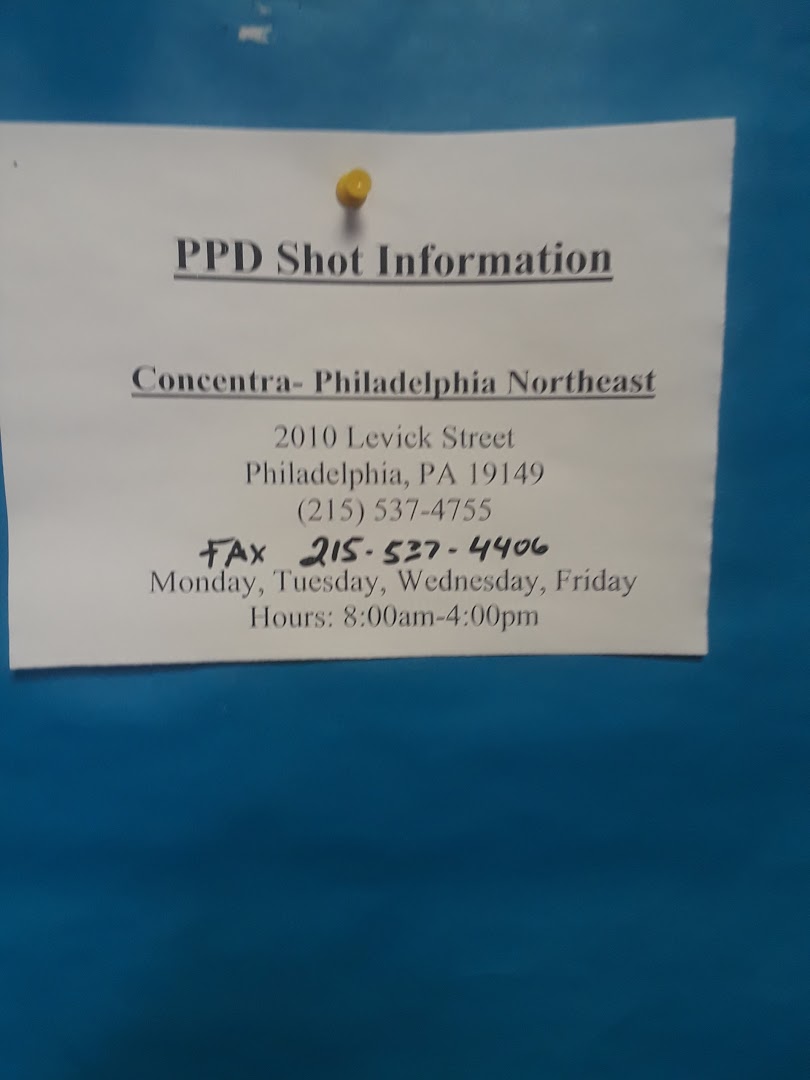 PPD Shot Information
Concentra- Philadelphia Northeast
2010 Levick Street
Philadelphia, PA 19149
(215) 537-4755
FAX 215-537-4406
Monday, Tuesday, Wednesday, Friday
Hours: 8:00am-4:00pm